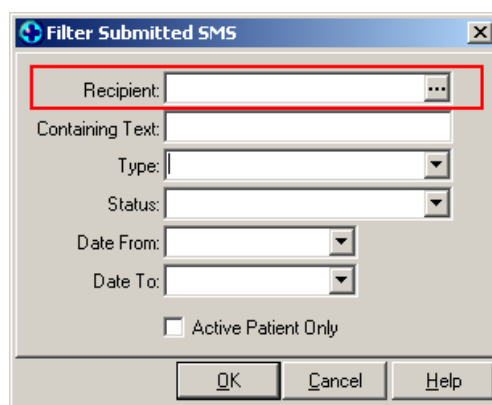 Filter Submitted SMS
Recipient:
Containing Text:
Type:
Status:
Date From:
Date To:
Active Patient Only
OK Cancel Help